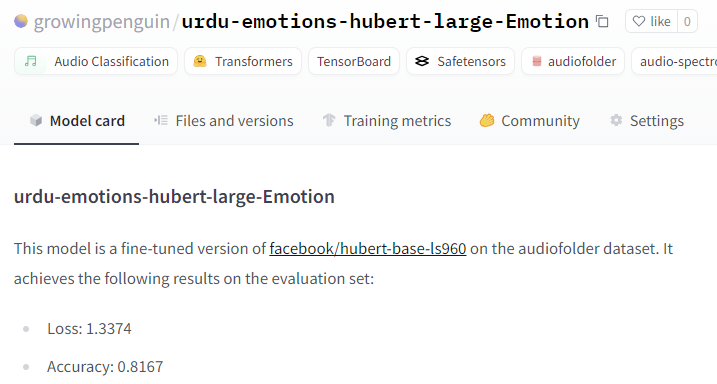 growingpenguin/urdu-emotions-hubert-large-Emotion like 0
Audio Classification Transformers TensorBoard Safetensors audiofolder audio-spectro
Model card Files and versions Training metrics Community Settings
urdu-emotions-hubert-large-Emotion
This model is a fine-tuned version of facebook/hubert-base-ls960 on the audiofolder dataset. It
achieves the following results on the evaluation set:
Loss: 1.3374
Accuracy: 0.8167